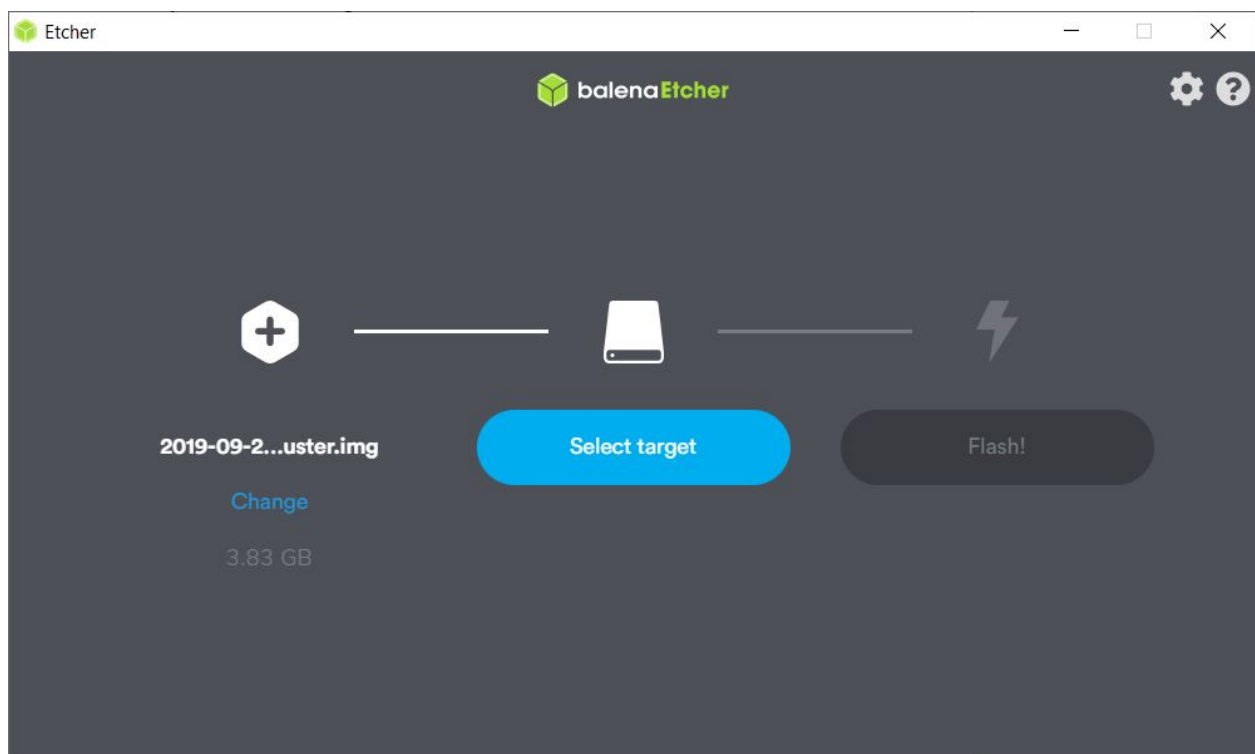 Etcher
balenaEtcher
2019-09-2...uster.img
Select target
Flash!
Change
3.83 GB